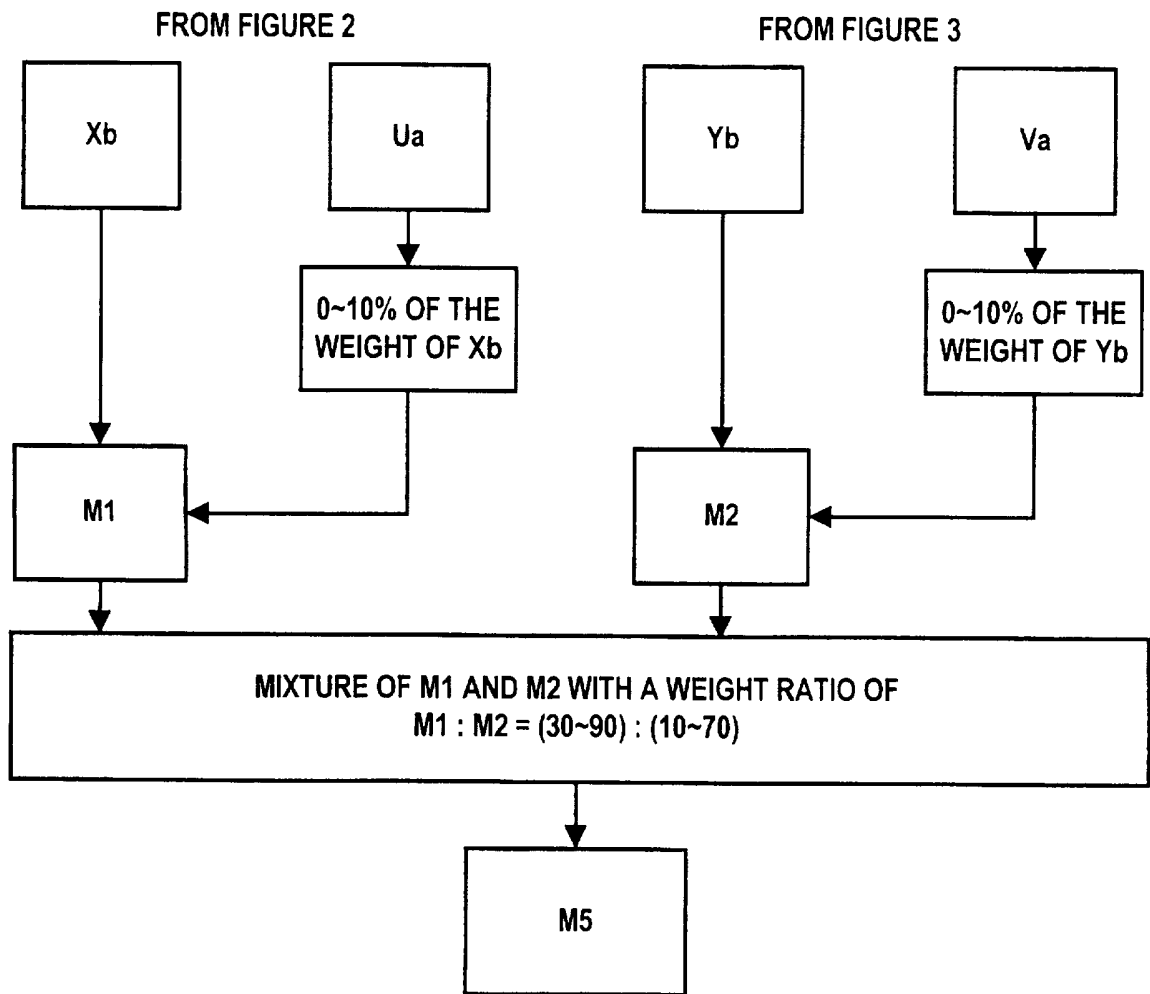 FROM FIGURE 2
FROM FIGURE 3
Xb
Ua
Yb
Va
0~10% OF THE
WEIGHT OF Xb
0~10% OF THE
WEIGHT OF Yb
M1
M2
MIXTURE OF M1 AND M2 WITH A WEIGHT RATIO OF
M1 : M2 = (30~90) : (10~70)
M5